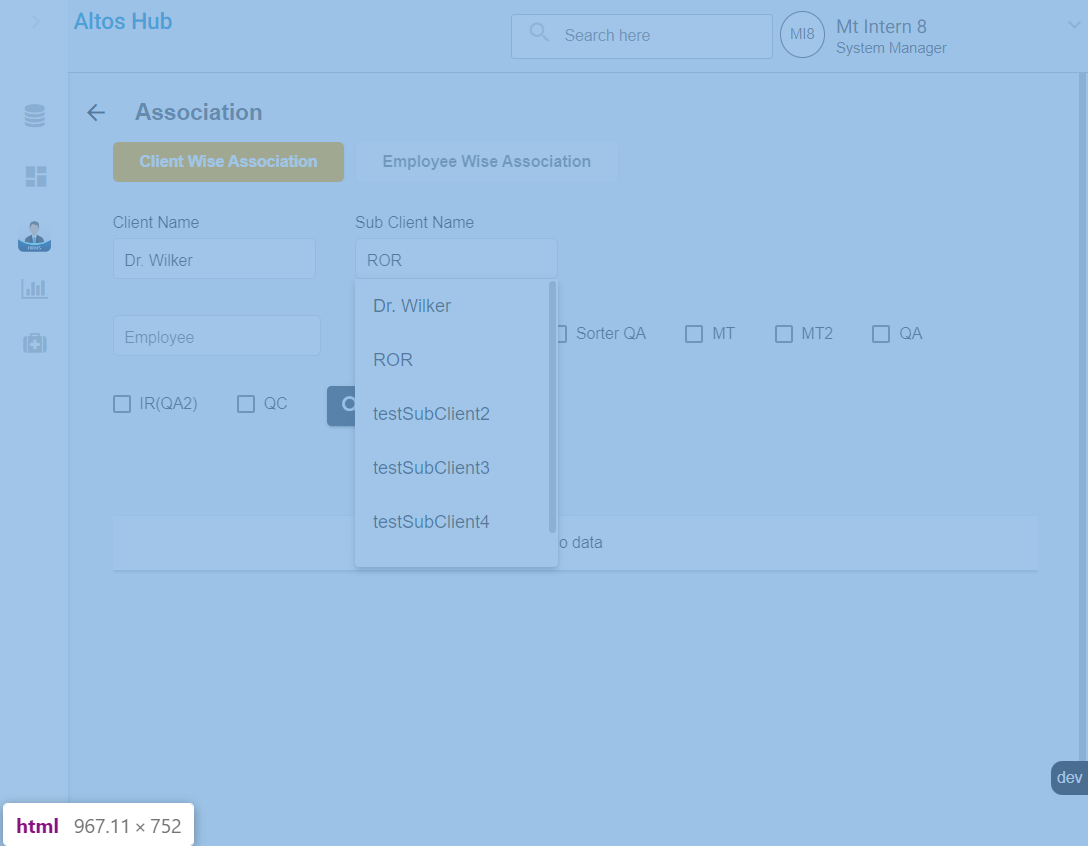 Altos Hub
Search here
MI8
Mt Intern 8
System Manager
Association
Client Wise Association
Employee Wise Association
Client Name
Sub Client Name
Dr. Wilker
ROR
Dr. Wilker
ROR
testSubClient2
testSubClient3
testSubClient4
Employee
Sorter QA
MT
MT2
QA
IR(QA2)
QC
o data
dev
html 967.11 × 752